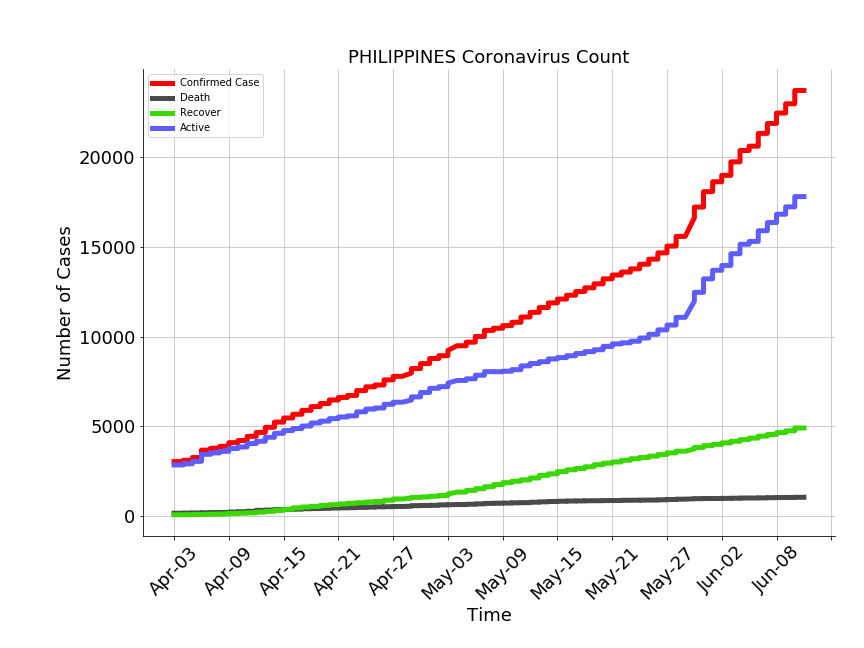 PHILIPPINES Coronavirus Count
Confirmed Case
Death
Recover
Active
20000
15000
10000
5000
0
Number of Cases
Apr-03
Apr-09
Apr-15
Apr-21
Apr-27
May-03
May-09
May-15
May-21
May-27
Jun-02
Jun-08
Time